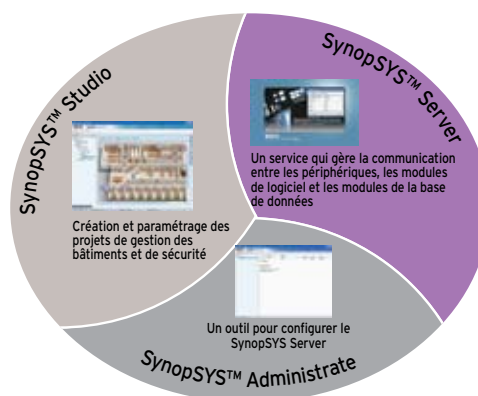 SynopSYS™ Studio
Création et paramétrage des
projets de gestion des
bâtiments et de sécurité
SynopSYS™ Server
Un service qui gère la communication
entre les périphériques, les modules
de logiciel et les modules de la base
de données
Un outil pour configurer le
SynopSYS Server
SynopSYS™ Administrate